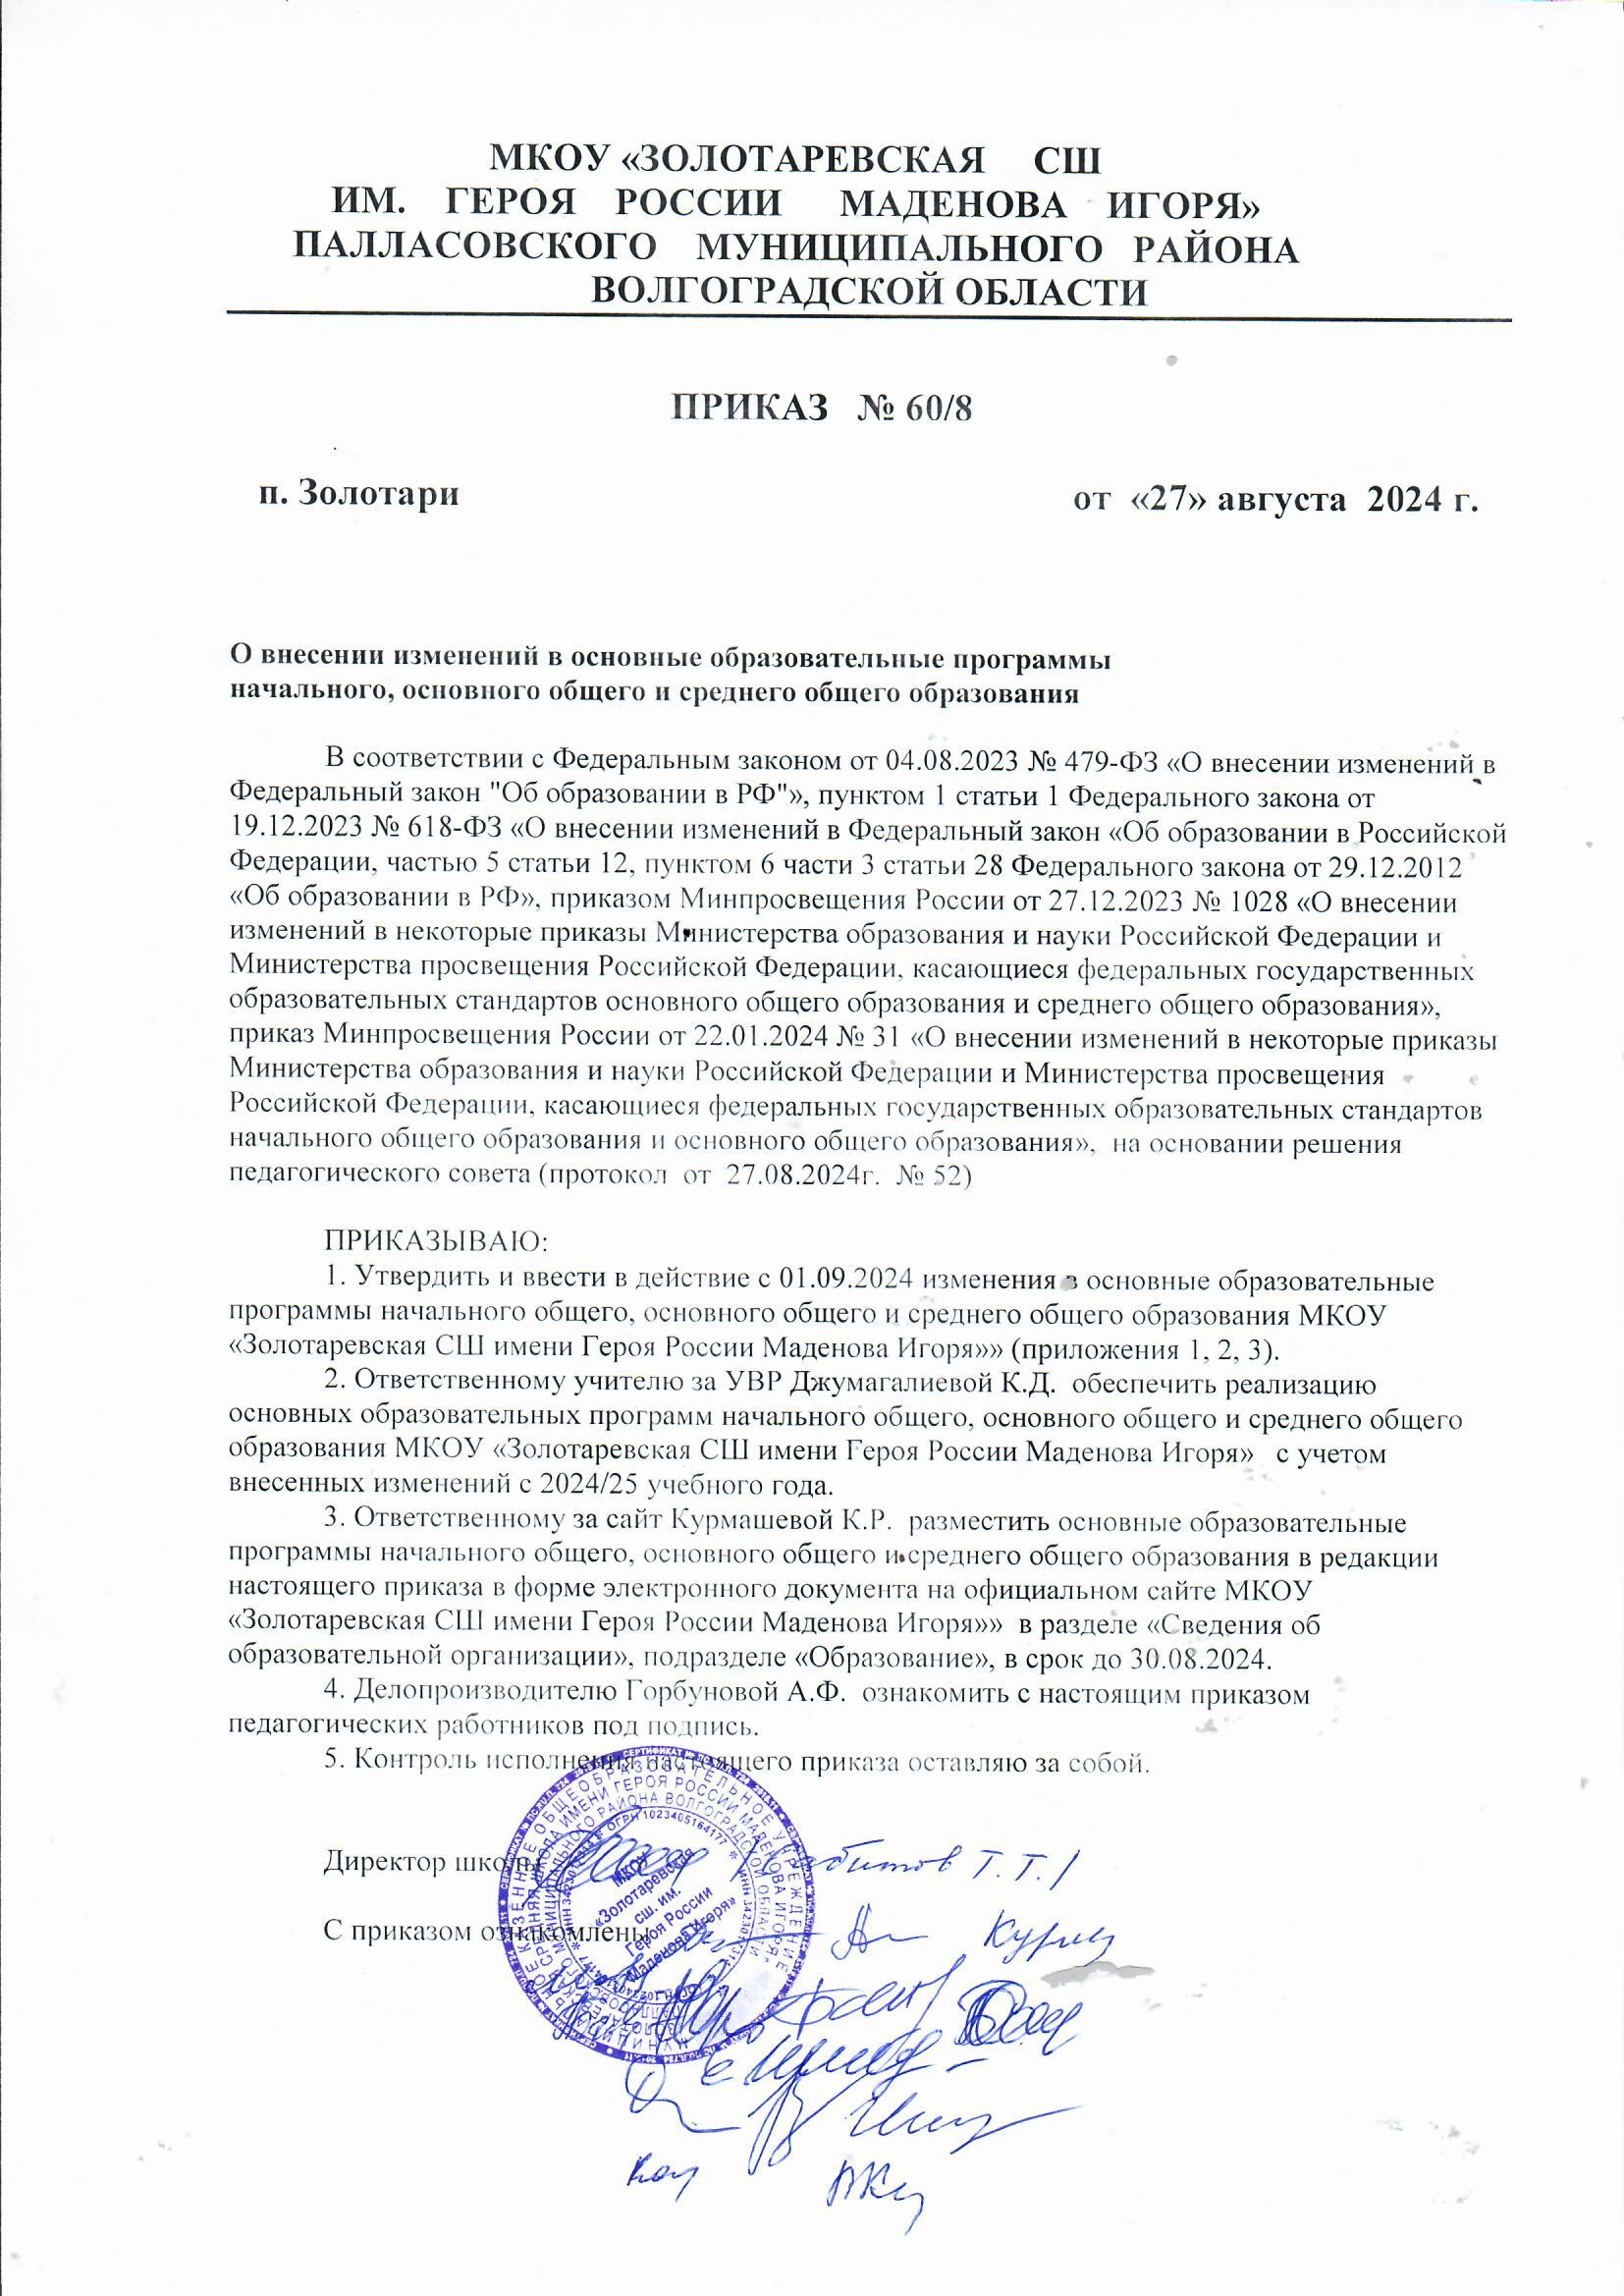 МКОУ «ЗОЛОТАРЕВСКАЯ СШ
ИМ. ГЕРОЯ РОССИИ МАДЕНОВА ИГОРЯ»
ПАЛЛАСОВСКОГО МУНИЦИПАЛЬНОГО РАЙОНА
ВОЛГОГРАДСКОЙ ОБЛАСТИ
ПРИКАЗ № 60/8
п. Золотари от «27» августа 2024 г.
О внесении изменений в основные образовательные программы
начального, основного общего и среднего общего образования
В соответствии с Федеральным законом от 04.08.2023 № 479-ФЗ «О внесении изменений в
Федеральный закон "Об образовании в РФ"», пунктом 1 статьи 1 Федерального закона от
19.12.2023 № 618-ФЗ «О внесении изменений в Федеральный закон «Об образовании в Российской
Федерации, частью 5 статьи 12, пунктом 6 части 3 статьи 28 Федерального закона от 29.12.2012
«Об образовании в РФ», приказом Минпросвещения России от 27.12.2023 № 1028 «О внесении
изменений в некоторые приказы Министерства образования и науки Российской Федерации и
Министерства просвещения Российской Федерации, касающиеся федеральных государственных
образовательных стандартов основного общего образования и среднего общего образования»,
приказ Минпросвещения России от 22.01.2024 № 31 «О внесении изменений в некоторые приказы
Министерства образования и науки Российской Федерации и Министерства просвещения
Российской Федерации, касающиеся федеральных государственных образовательных стандартов
начального общего образования и основного общего образования», на основании решения
педагогического совета (протокол от 27.08.2024г. № 52)
ПРИКАЗЫВАЮ:
1. Утвердить и ввести в действие с 01.09.2024 изменения в основные образовательные
программы начального общего, основного общего и среднего общего образования МКОУ
«Золотаревская СШ имени Героя России Маденова Игоря»» (приложения 1, 2, 3).
2. Ответственному учителю за УВР Джумагалиевой К.Д. обеспечить реализацию
основных образовательных программ начального общего, основного общего и среднего общего
образования МКОУ «Золотаревская СШ имени Героя России Маденова Игоря» с учетом
внесенных изменений с 2024/25 учебного года.
3. Ответственному за сайт Курмашевой К.Р. разместить основные образовательные
программы начального общего, основного общего и среднего общего образования в редакции
настоящего приказа в форме электронного документа на официальном сайте МКОУ
«Золотаревская СШ имени Героя России Маденова Игоря»» в разделе «Сведения об
образовательной организации», подразделе «Образование», в срок до 30.08.2024.
4. Делопроизводителю Горбуновой А.Ф. ознакомить с настоящим приказом
педагогических работников под подпись.
5. Контроль исполнения настоящего приказа оставляю за собой.
Директор школы Т.Т./
С приказом ознакомлены
МКОУ
«Золотаревская
сш. им.
Героя России
Маденова Игоря»
ОГРН 1023405164177